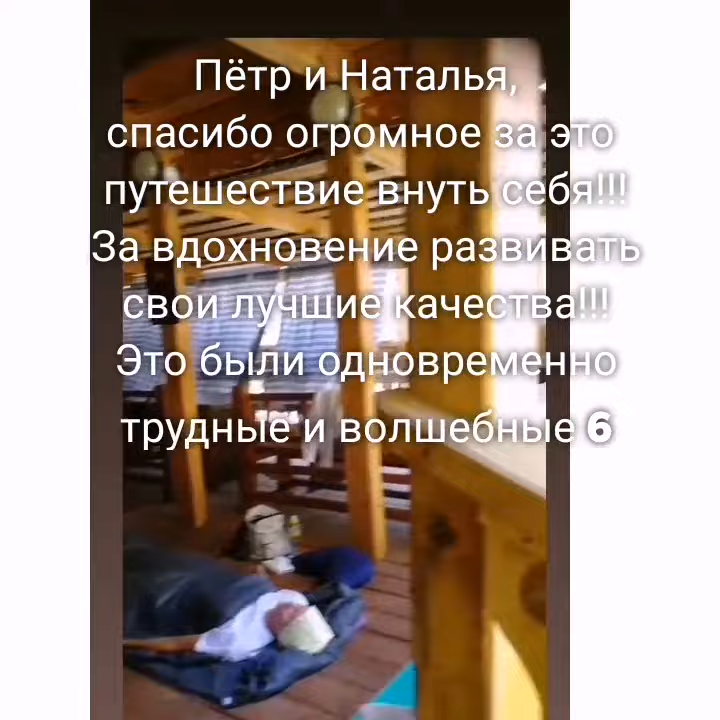 Пётр и Наталья,
спасибо огромное за это
путешествие внуть себя!!!
За вдохновение развивать
свои лучшие качества!!!
Это были одновременно
трудные и волшебные 6